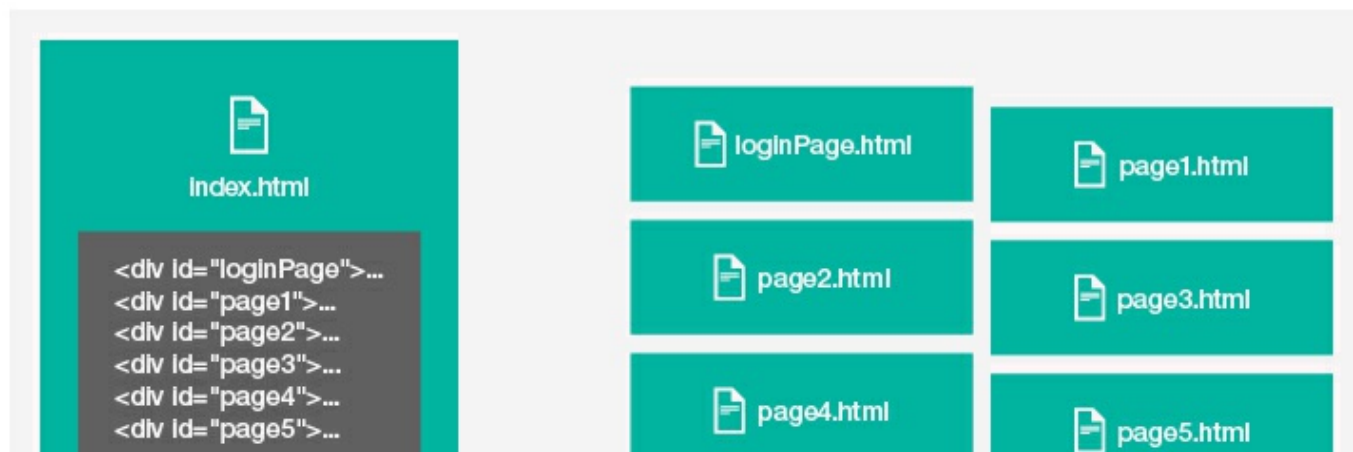 index.html
<div id="loginPage">...
<div id="page1">...
<div id="page2">...
<div id="page3">...
<div id="page4">...
<div id="page5">...
loginPage.html
page1.html
page2.html
page3.html
page4.html
page5.html